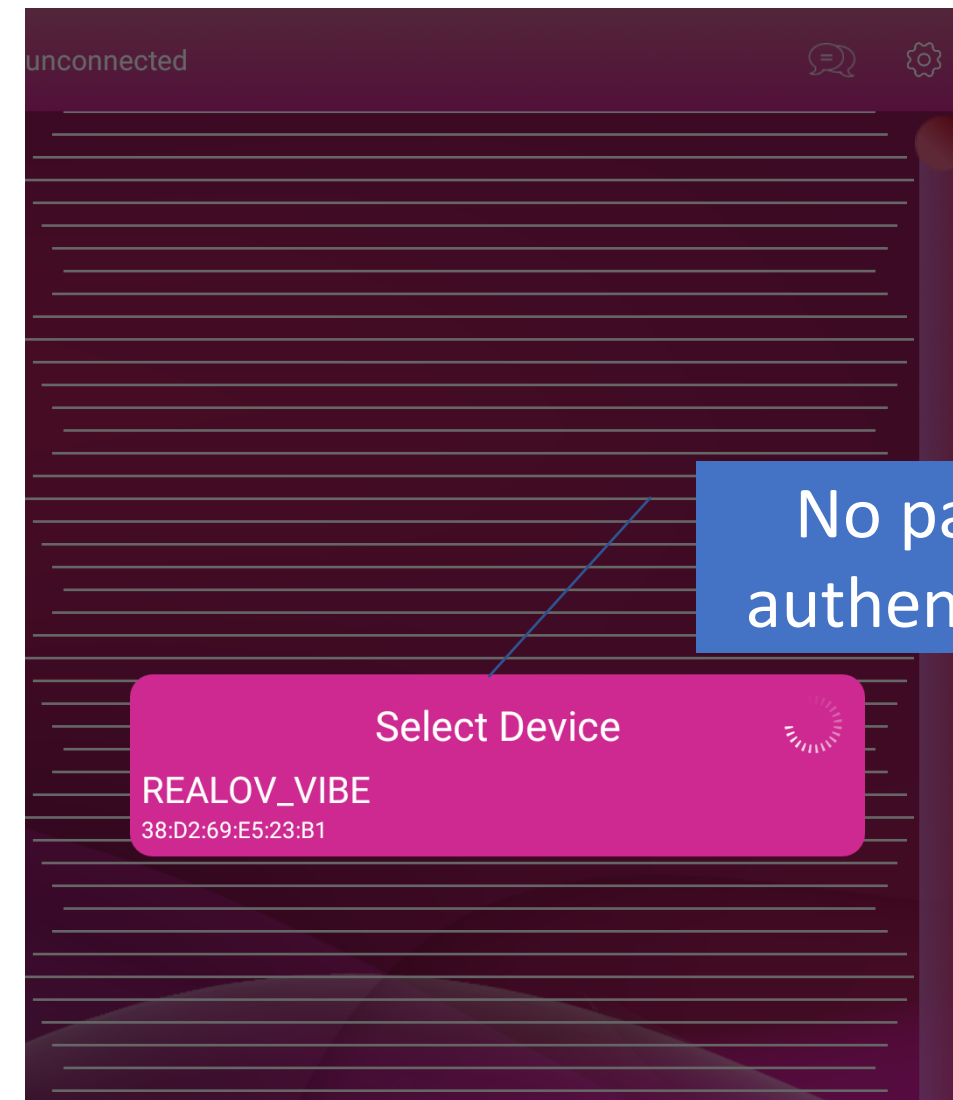 unconnected
No pa
authen
Select Device
REALOV_VIBE
38:D2:69:E5:23:B1